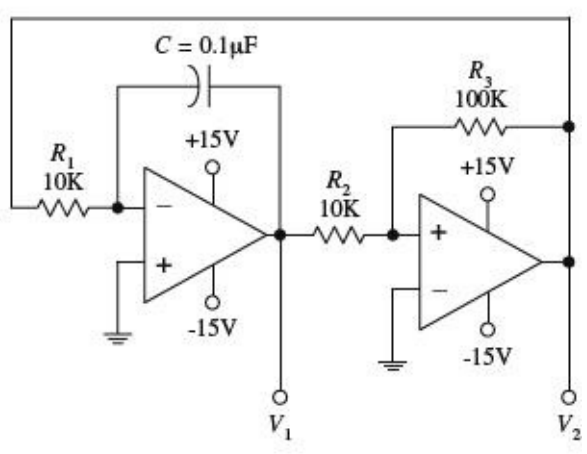 C = 0.1μF
R3
100K
+15V
+15V
R1
10K
R2
10K
−
+
+
−
-15V
-15V
V1
V2